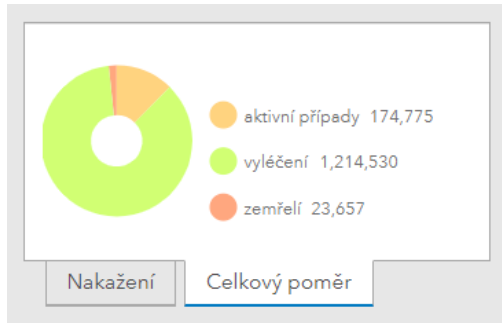 aktivní případy 174,775
vyléčení 1,214,530
zemřelí 23,657
Nakažení Celkový poměr